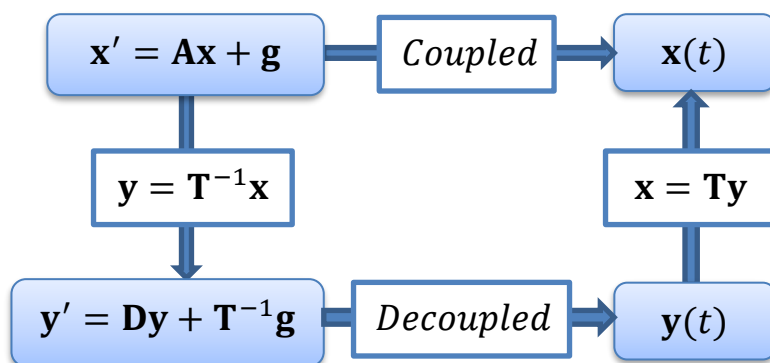 𝐱′ = 𝐀𝐱 + 𝐠
Coupled
𝐱(t)
𝐲 = 𝐓⁻¹𝐱
𝐱 = 𝐓𝐲
𝐲′ = 𝐃𝐲 + 𝐓⁻¹𝐠
Decoupled
𝐲(t)